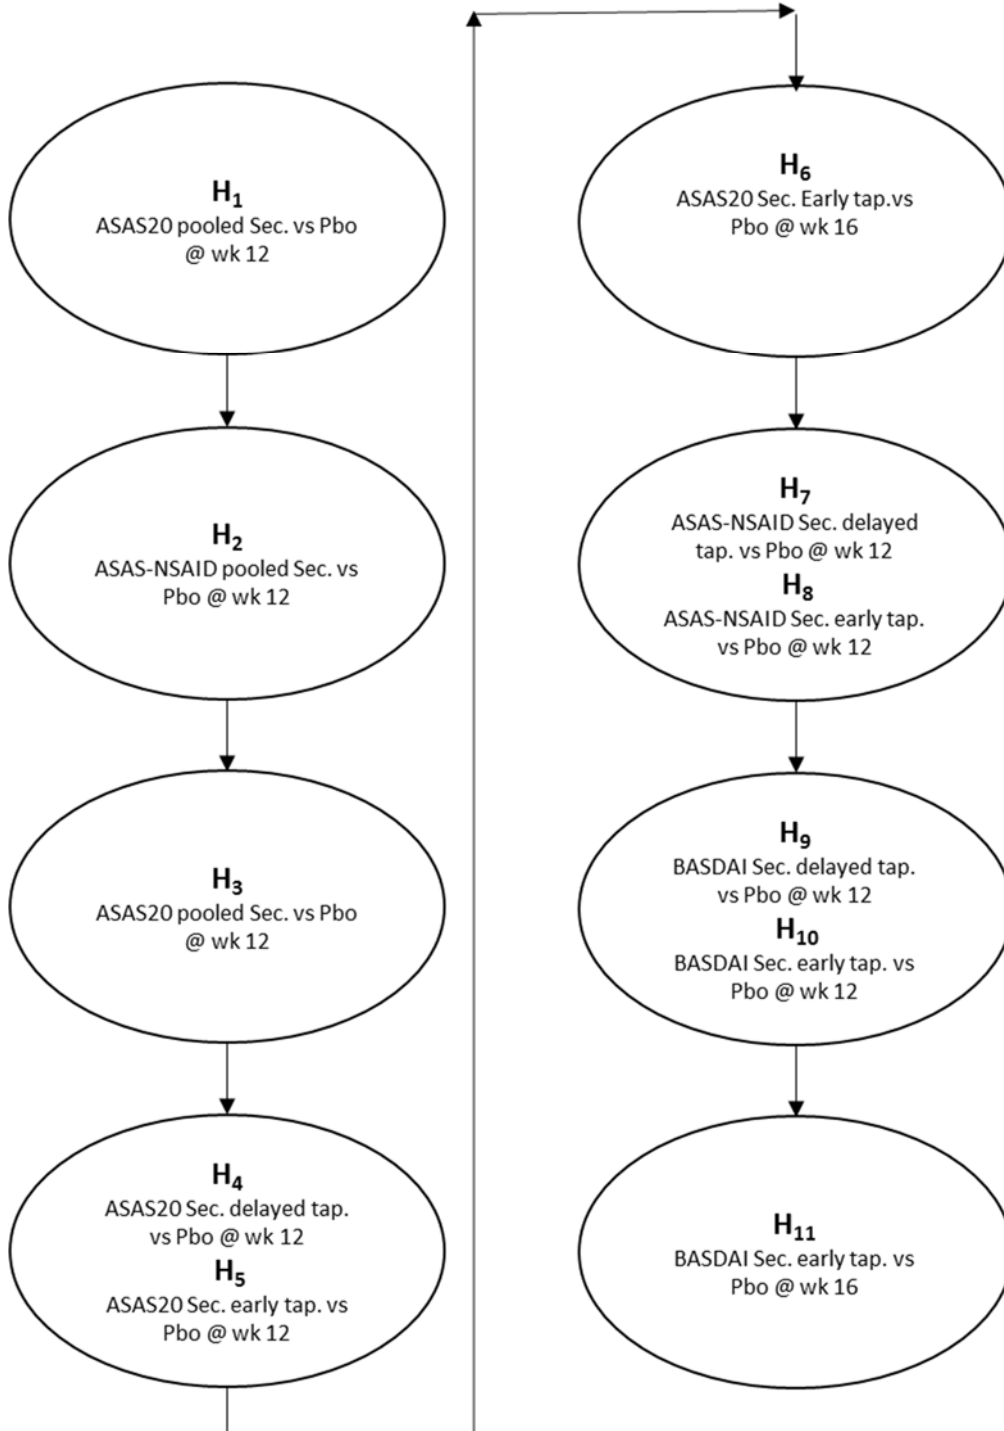 H1
ASAS20 pooled Sec. vs Pbo
@ wk 12
H2
ASAS-NSAID pooled Sec. vs
Pbo @ wk 12
H3
ASAS20 pooled Sec. vs Pbo
@ wk 12
H4
ASAS20 Sec. delayed tap.
vs Pbo @ wk 12
H5
ASAS20 Sec. early tap. vs
Pbo @ wk 12
H6
ASAS20 Sec. Early tap.vs
Pbo @ wk 16
H7
ASAS-NSAID Sec. delayed
tap. vs Pbo @ wk 12
H8
ASAS-NSAID Sec. early tap.
vs Pbo @ wk 12
H9
BASDAI Sec. delayed tap.
vs Pbo @ wk 12
H10
BASDAI Sec. early tap. vs
Pbo @ wk 12
H11
BASDAI Sec. early tap. vs
Pbo @ wk 16